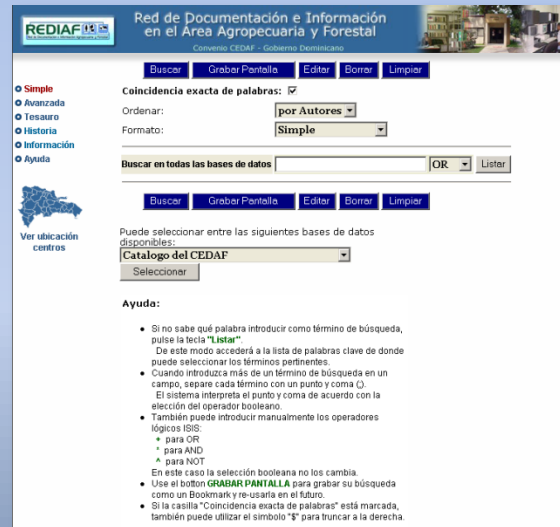 REDIAF
Red de Documentación e Información
en el Área Agropecuaria y Forestal
Convenio CEDAF - Gobierno Dominicano
Buscar Grabar Pantalla Editar Borrar Limpiar
Simple
Avanzada
Tesauro
Historia
Información
Ayuda
Ver ubicación
centros
Coincidencia exacta de palabras:
Ordenar: por Autores
Formato: Simple
Buscar en todas las bases de datos OR Listar
Buscar Grabar Pantalla Editar Borrar Limpiar
Puede seleccionar entre las siguientes bases de datos
disponibles:
Catalogo del CEDAF
Seleccionar
Ayuda:
• Si no sabe qué palabra introducir como término de búsqueda,
pulse la tecla "Listar".
De este modo accederá a la lista de palabras clave de donde
puede seleccionar los términos pertinentes.
• Cuando introduzca más de un término de búsqueda en un
campo, separe cada término con un punto y coma (;).
El sistema interpreta el punto y coma de acuerdo con la
elección del operador booleano.
• También puede introducir manualmente los operadores
lógicos ISIS:
+ para OR
* para AND
^ para NOT
En este caso la selección booleana no los cambia.
• Use el botton GRABAR PANTALLA para grabar su búsqueda
como un Bookmark y re-usarla en el futuro.
• Si la casilla "Coincidencia exacta de palabras" está marcada,
también puede utilizar el simbolo "$" para truncar a la derecha.